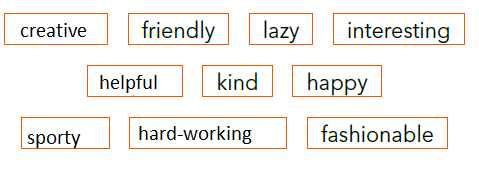 creative friendly lazy interesting
helpful kind happy
sporty hard-working fashionable